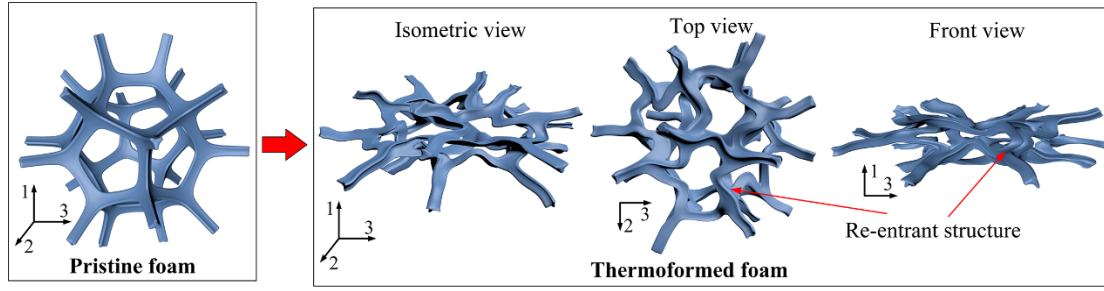 Isometric view
Top view
Front view
1
3
2
Pristine foam
1
3
2
3
2
1
3
Re-entrant structure
Thermoformed foam